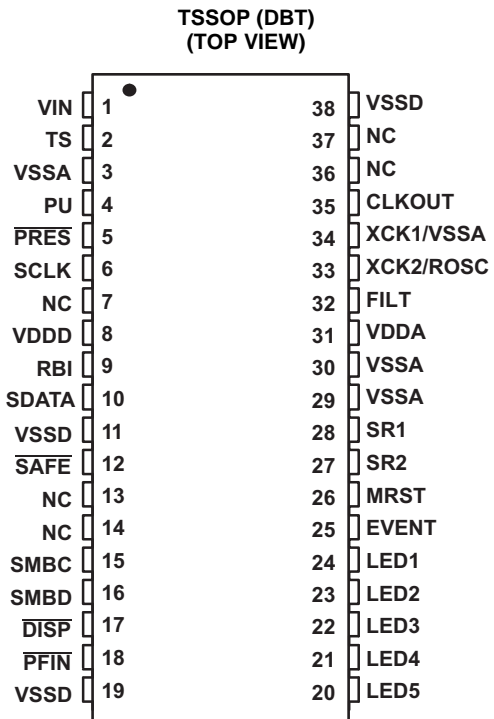 TSSOP (DBT)
(TOP VIEW)
VIN 1 38 VSSD
TS 2 37 NC
VSSA 3 36 NC
PU 4 35 CLKOUT
PRES 5 34 XCK1/VSSA
SCLK 6 33 XCK2/ROSC
NC 7 32 FILT
VDDD 8 31 VDDA
RBI 9 30 VSSA
SDATA 10 29 VSSA
VSSD 11 28 SR1
SAFE 12 27 SR2
NC 13 26 MRST
NC 14 25 EVENT
SMBC 15 24 LED1
SMBD 16 23 LED2
DISP 17 22 LED3
PFIN 18 21 LED4
VSSD 19 20 LED5